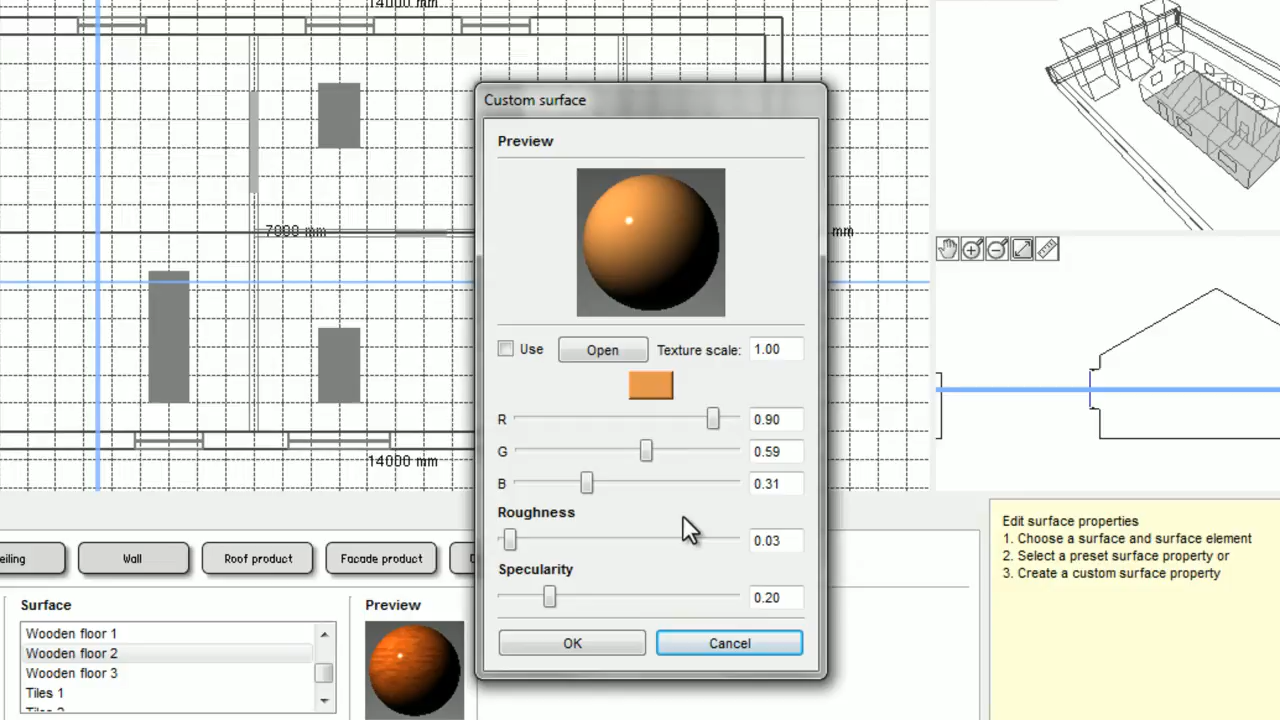 14000 mm
Custom surface
Preview
7000 mm
mm
Use
Open
Texture scale:
1.00
R
0.90
G
0.59
14000 mm
B
0.31
Roughness
0.03
Specularity
0.20
OK
Cancel
Edit surface properties
1. Choose a surface and surface element
2. Select a preset surface property or
3. Create a custom surface property
eiling
Wall
Roof product
Facade product
Surface
Preview
Wooden floor 1
Wooden floor 2
Wooden floor 3
Tiles 1